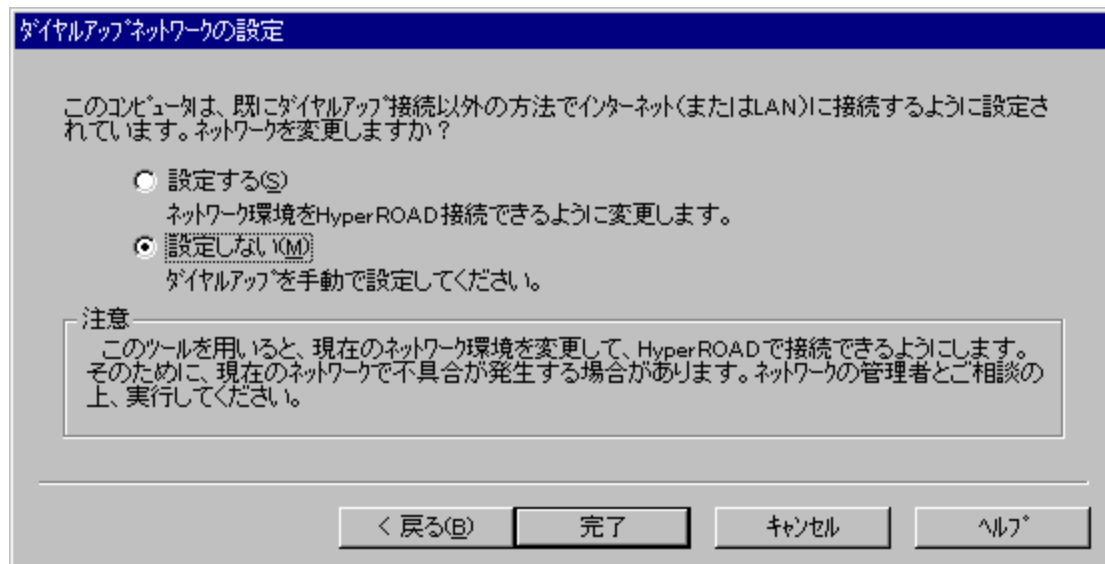 ﾀﾞｲﾔﾙｱｯﾌﾟﾈｯﾄﾜｰｸの設定
このｺﾝﾋﾟｭｰﾀは、既にﾀﾞｲﾔﾙｱｯﾌﾟ接続以外の方法でｲﾝﾀｰﾈｯﾄ(またはLAN)に接続するように設定さ
れています。ﾈｯﾄﾜｰｸを変更しますか？
設定する(S)
ﾈｯﾄﾜｰｸ環境をHyperROAD接続できるように変更します。
設定しない(M)
ﾀﾞｲﾔﾙｱｯﾌﾟを手動で設定してください。
注意
このﾂｰﾙを用いると、現在のﾈｯﾄﾜｰｸ環境を変更して、HyperROADで接続できるようにします。
そのために、現在のﾈｯﾄﾜｰｸで不具合が発生する場合があります。ﾈｯﾄﾜｰｸの管理者とご相談の
上、実行してください。
< 戻る(B)
完了
ｷｬﾝｾﾙ
ﾍﾙﾌﾟ